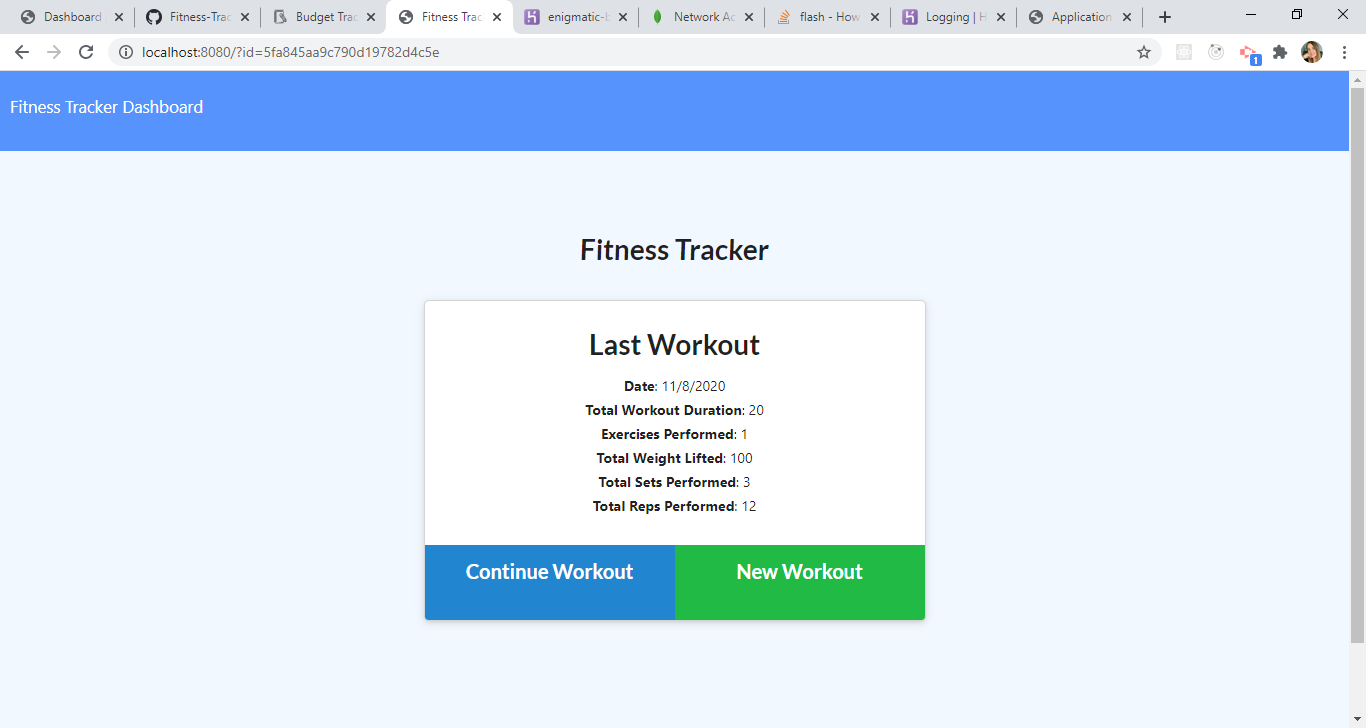 Dashboard
Fitness-Trac
Budget Trac
Fitness Trac
enigmatic-b
Network Ac
flash - How
Logging | H
Application
localhost:8080/?id=5fa845aa9c790d19782d4c5e
1
Fitness Tracker Dashboard
Fitness Tracker
Last Workout
Date: 11/8/2020
Total Workout Duration: 20
Exercises Performed: 1
Total Weight Lifted: 100
Total Sets Performed: 3
Total Reps Performed: 12
Continue Workout
New Workout